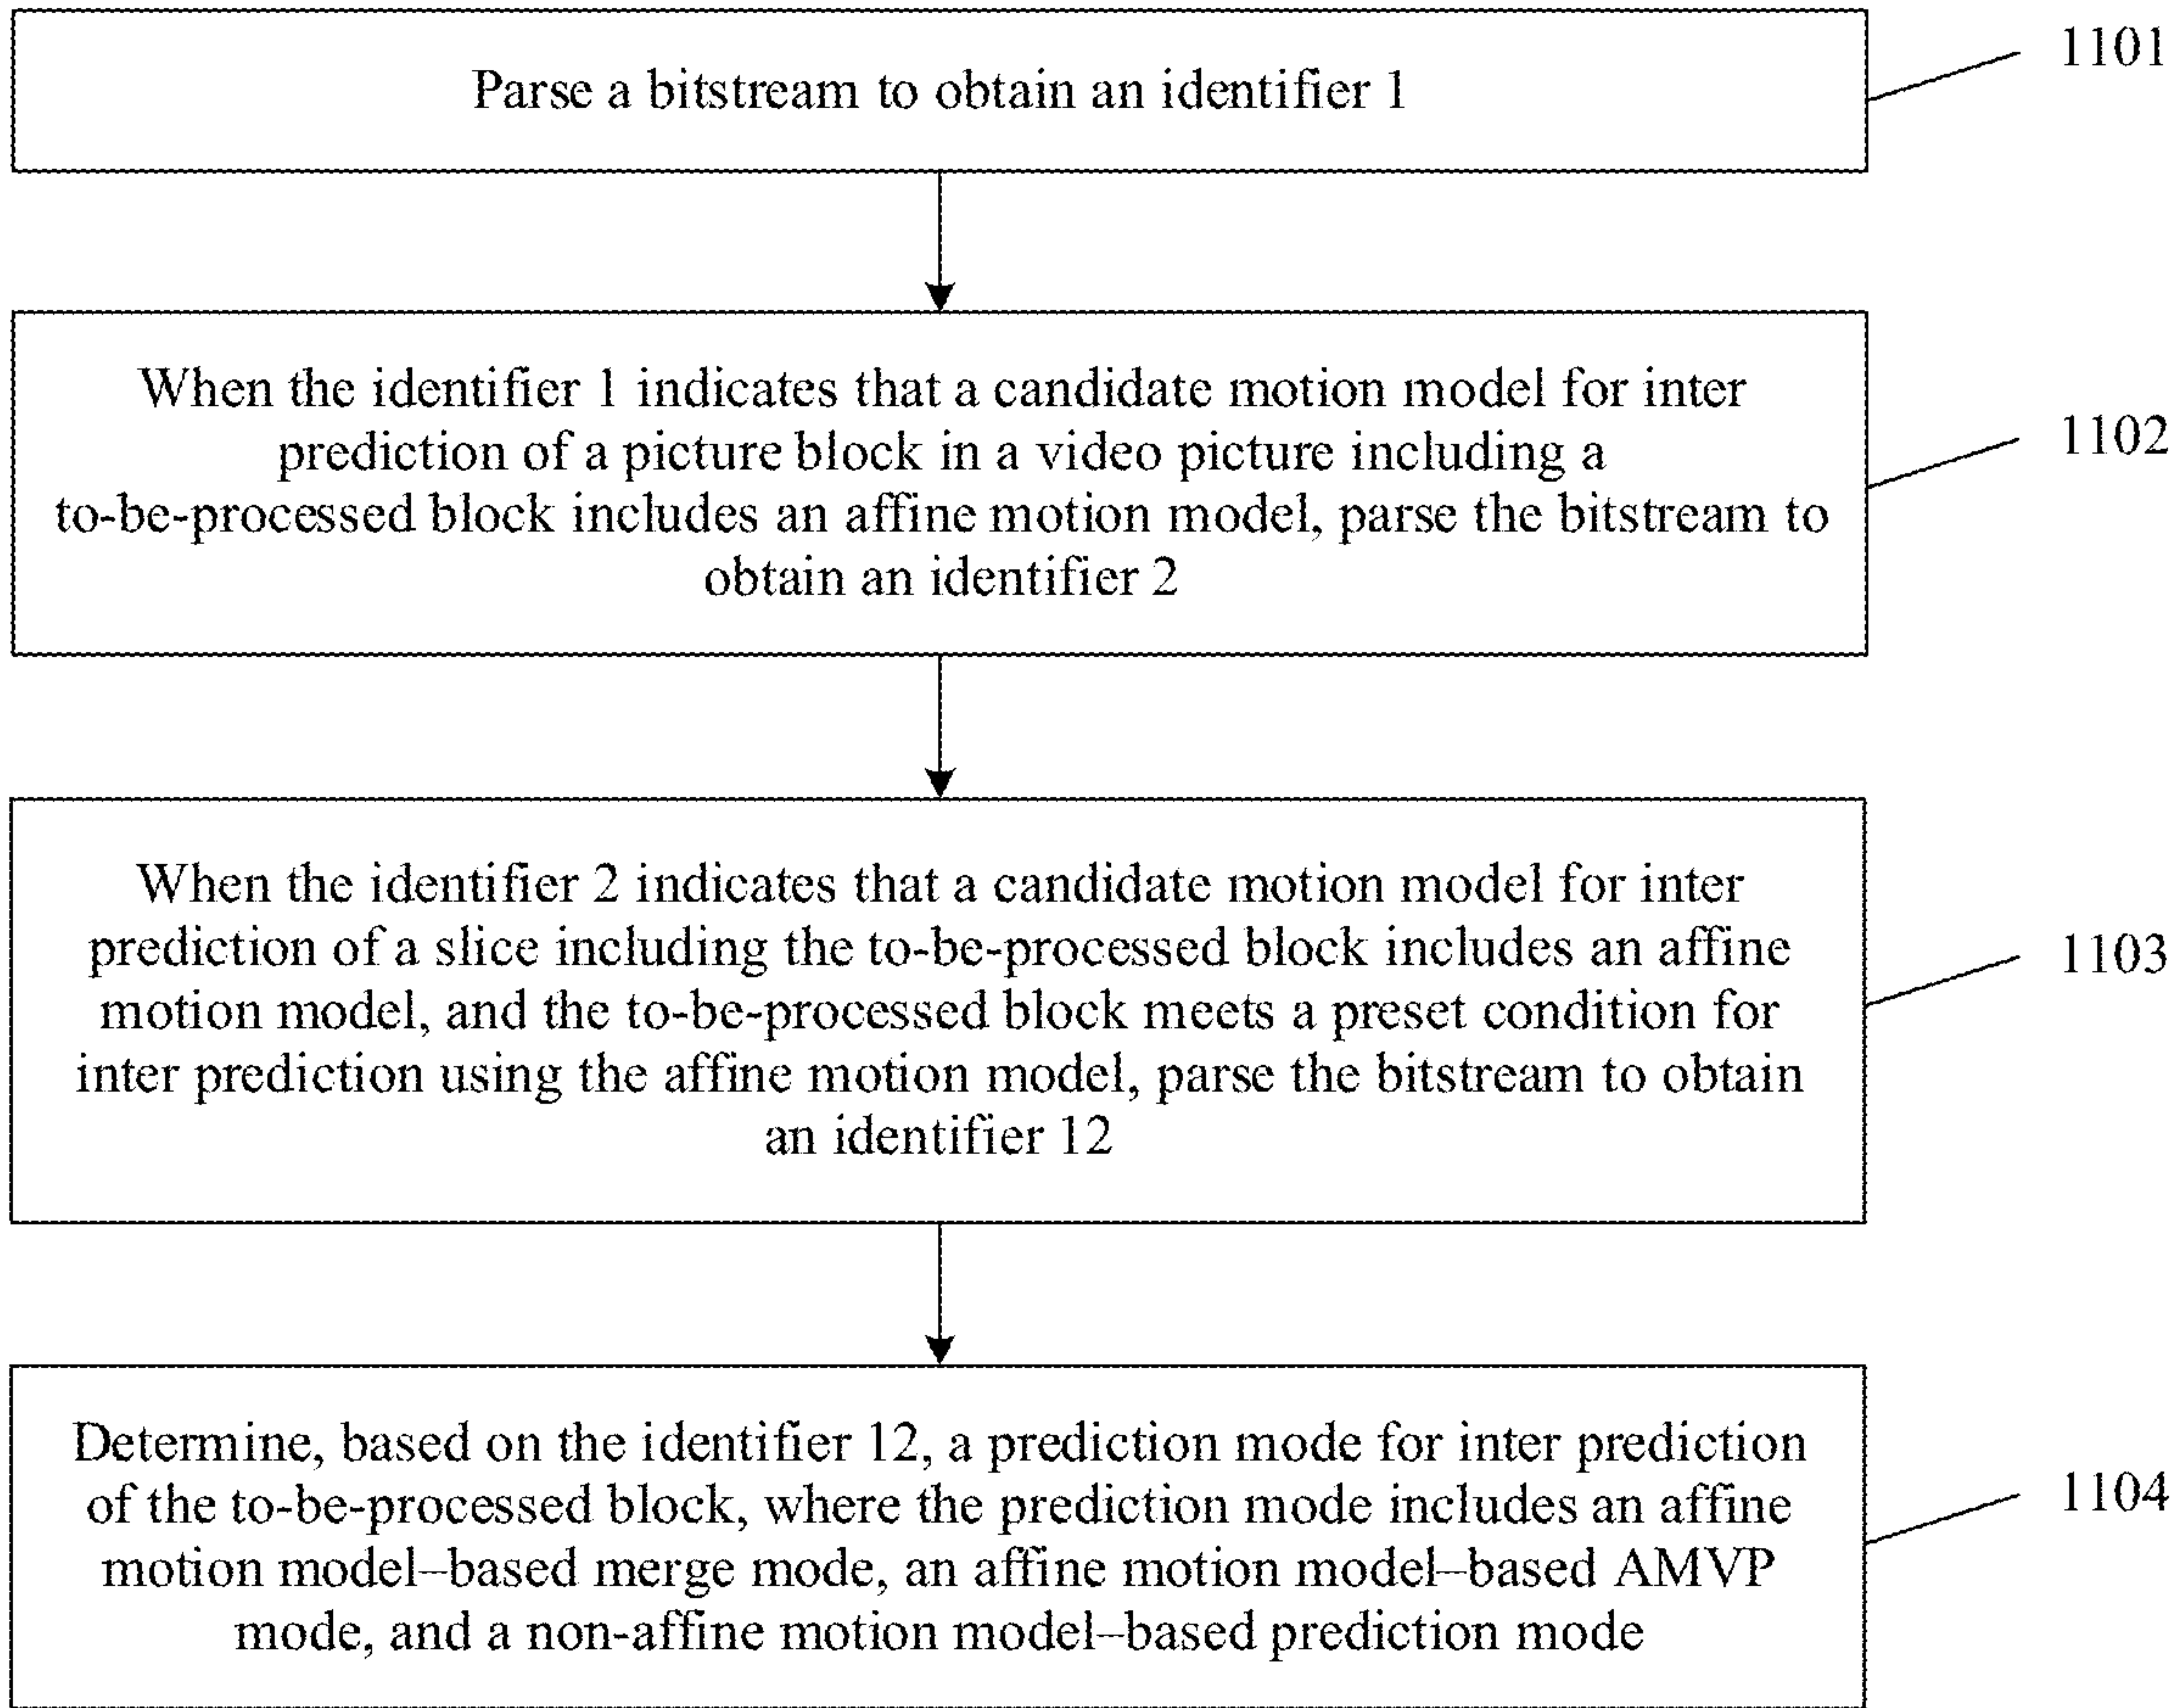 Parse a bitstream to obtain an identifier 1
1101
When the identifier 1 indicates that a candidate motion model for inter
prediction of a picture block in a video picture including a
to-be-processed block includes an affine motion model, parse the bitstream to
obtain an identifier 2
1102
When the identifier 2 indicates that a candidate motion model for inter
prediction of a slice including the to-be-processed block includes an affine
motion model, and the to-be-processed block meets a preset condition for
inter prediction using the affine motion model, parse the bitstream to obtain
an identifier 12
1103
Determine, based on the identifier 12, a prediction mode for inter prediction
of the to-be-processed block, where the prediction mode includes an affine
motion model–based merge mode, an affine motion model–based AMVP
mode, and a non-affine motion model–based prediction mode
1104